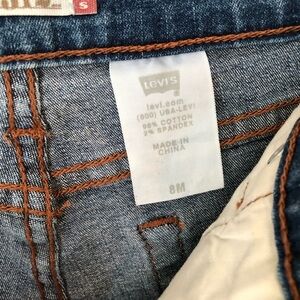 S
Levi's
levi.com
(800) USA-LEVI
98% COTTON
2% SPANDEX
MADE IN
CHINA
8M